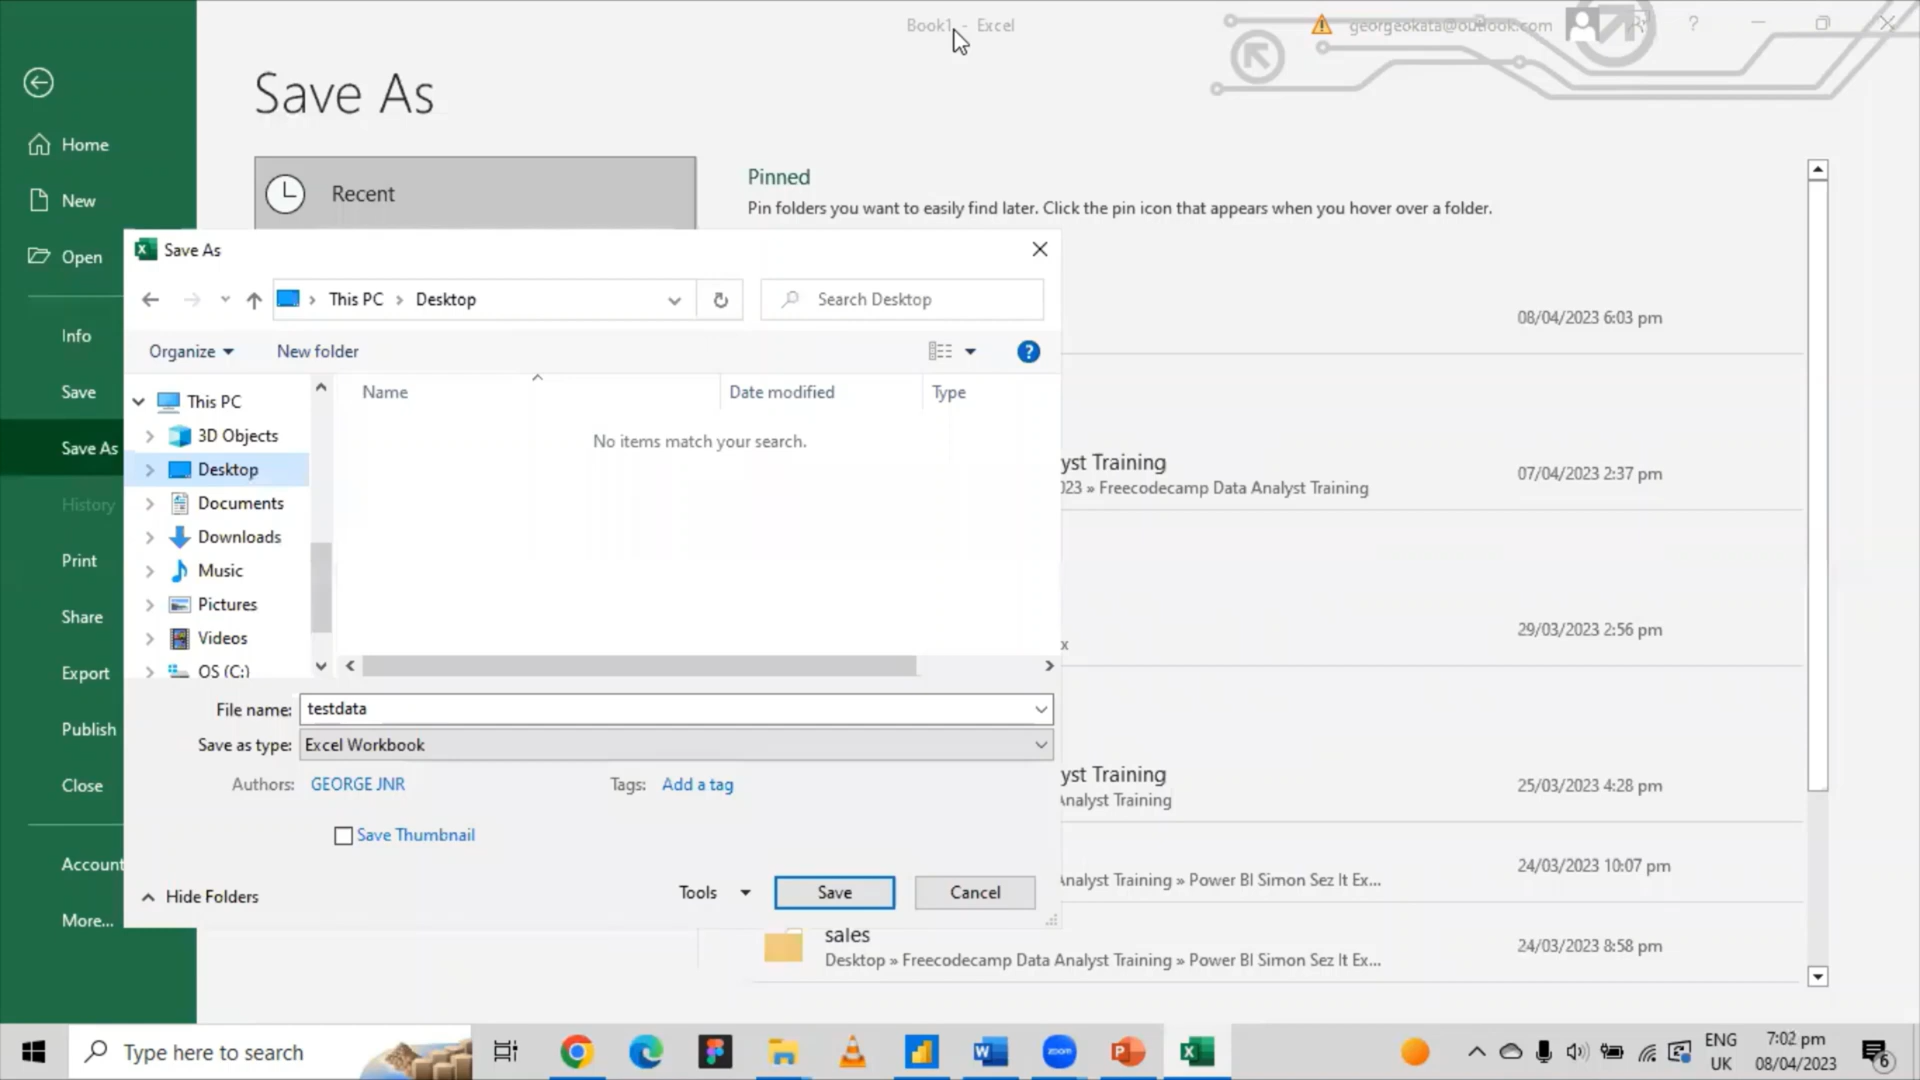 Book1 - Excel
georgeokata@outlook.com
?
Save As
Home
New
Open
Info
Save
Save As
History
Print
Share
Export
Publish
Close
Account
More...
Recent
Pinned
Pin folders you want to easily find later. Click the pin icon that appears when you hover over a folder.
08/04/2023 6:03 pm
yst Training
023 » Freecodecamp Data Analyst Training
07/04/2023 2:37 pm
x
29/03/2023 2:56 pm
yst Training
Analyst Training
25/03/2023 4:28 pm
Analyst Training » Power BI Simon Sez It Ex...
24/03/2023 10:07 pm
sales
Desktop » Freecodecamp Data Analyst Training » Power BI Simon Sez It Ex...
24/03/2023 8:58 pm
Save As
This PC > Desktop
Search Desktop
Organize
New folder
?
This PC
3D Objects
Desktop
Documents
Downloads
Music
Pictures
Videos
OS (C:)
Name
Date modified
Type
No items match your search.
File name: testdata
Save as type: Excel Workbook
Authors: GEORGE JNR
Tags: Add a tag
Save Thumbnail
Hide Folders
Tools
Save
Cancel
Type here to search
zoom
ENG
UK
7:02 pm
08/04/2023
6